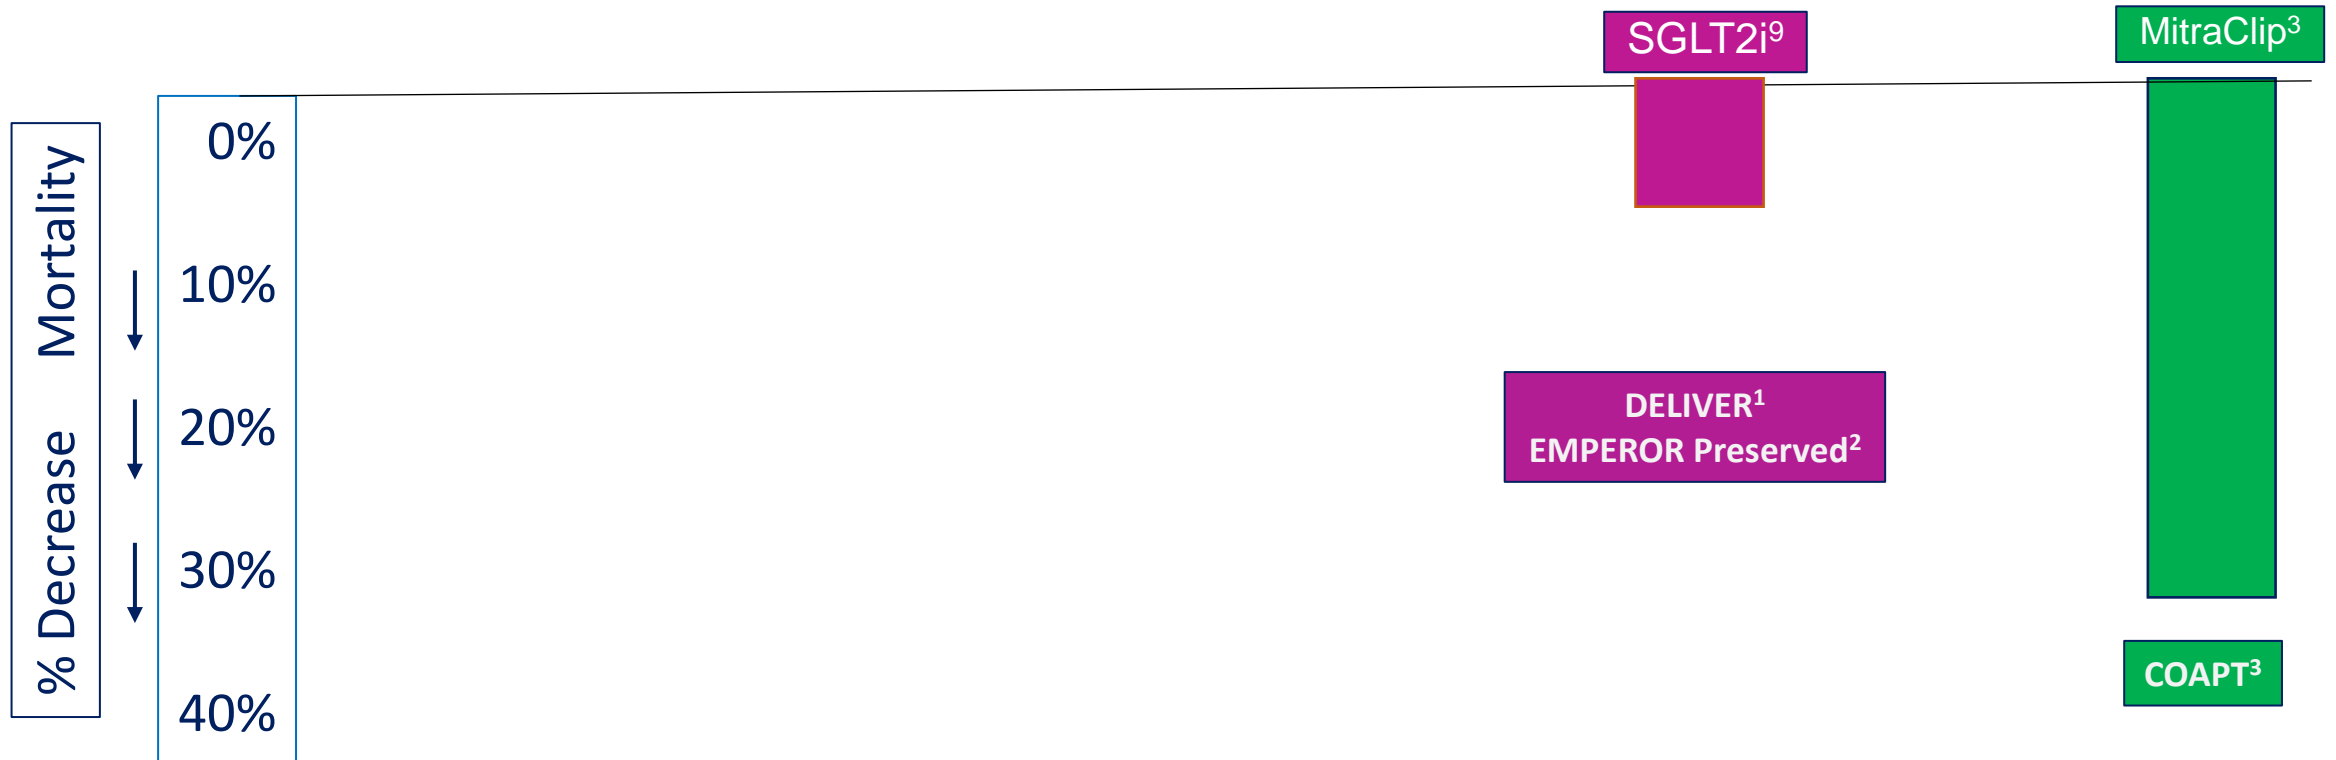 SGLT2i⁹
MitraClip³
% Decrease Mortality
0%
10%
20%
30%
40%
DELIVER¹
EMPEROR Preserved²
COAPT³